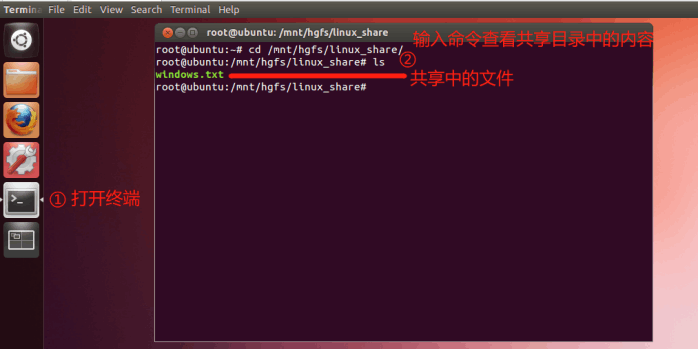 Termina File Edit View Search Terminal Help
root@ubuntu: /mnt/hgfs/linux_share
root@ubuntu:~# cd /mnt/hgfs/linux_share/
输入命令查看共享目录中的内容
root@ubuntu:/mnt/hgfs/linux_share# ls
②
windows.txt
共享中的文件
root@ubuntu:/mnt/hgfs/linux_share#
① 打开终端